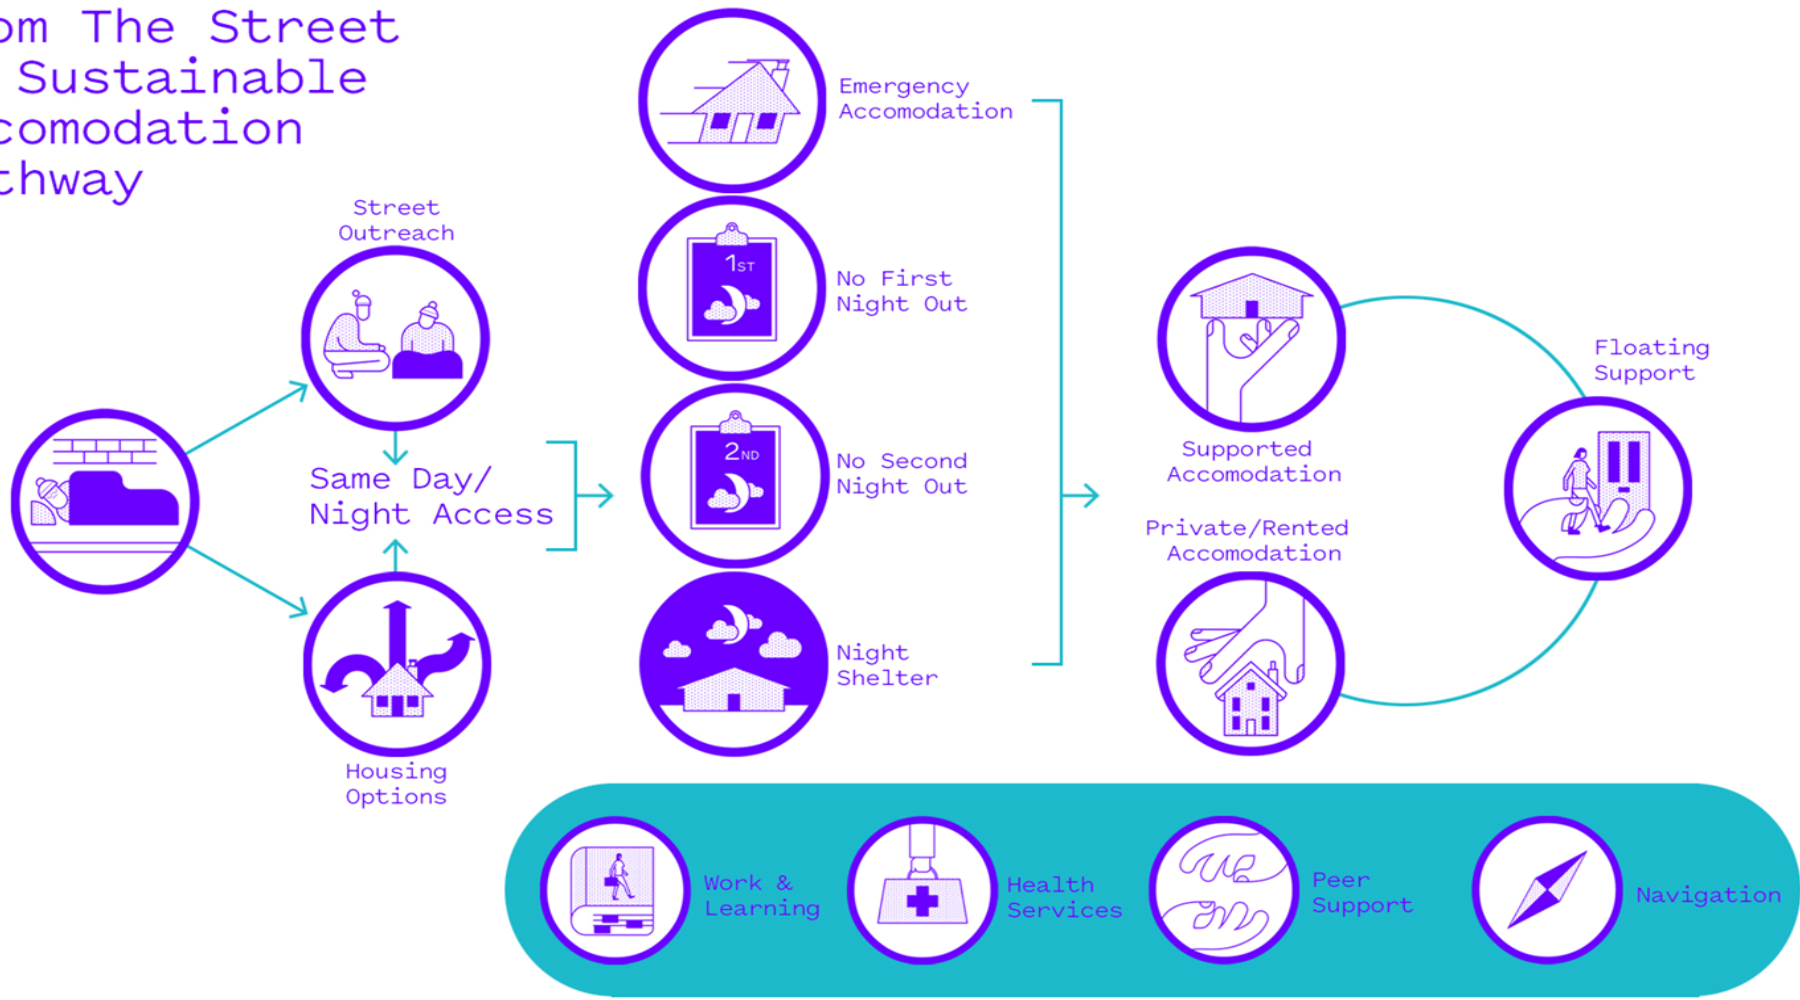 om The Street
Sustainable
comodation
thway
Street
Outreach
Same Day/
Night Access
Housing
Options
Emergency
Accomodation
1ST
No First
Night Out
2ND
No Second
Night Out
Night
Shelter
Supported
Accomodation
Private/Rented
Accomodation
Floating
Support
Work &
Learning
Health
Services
Peer
Support
Navigation